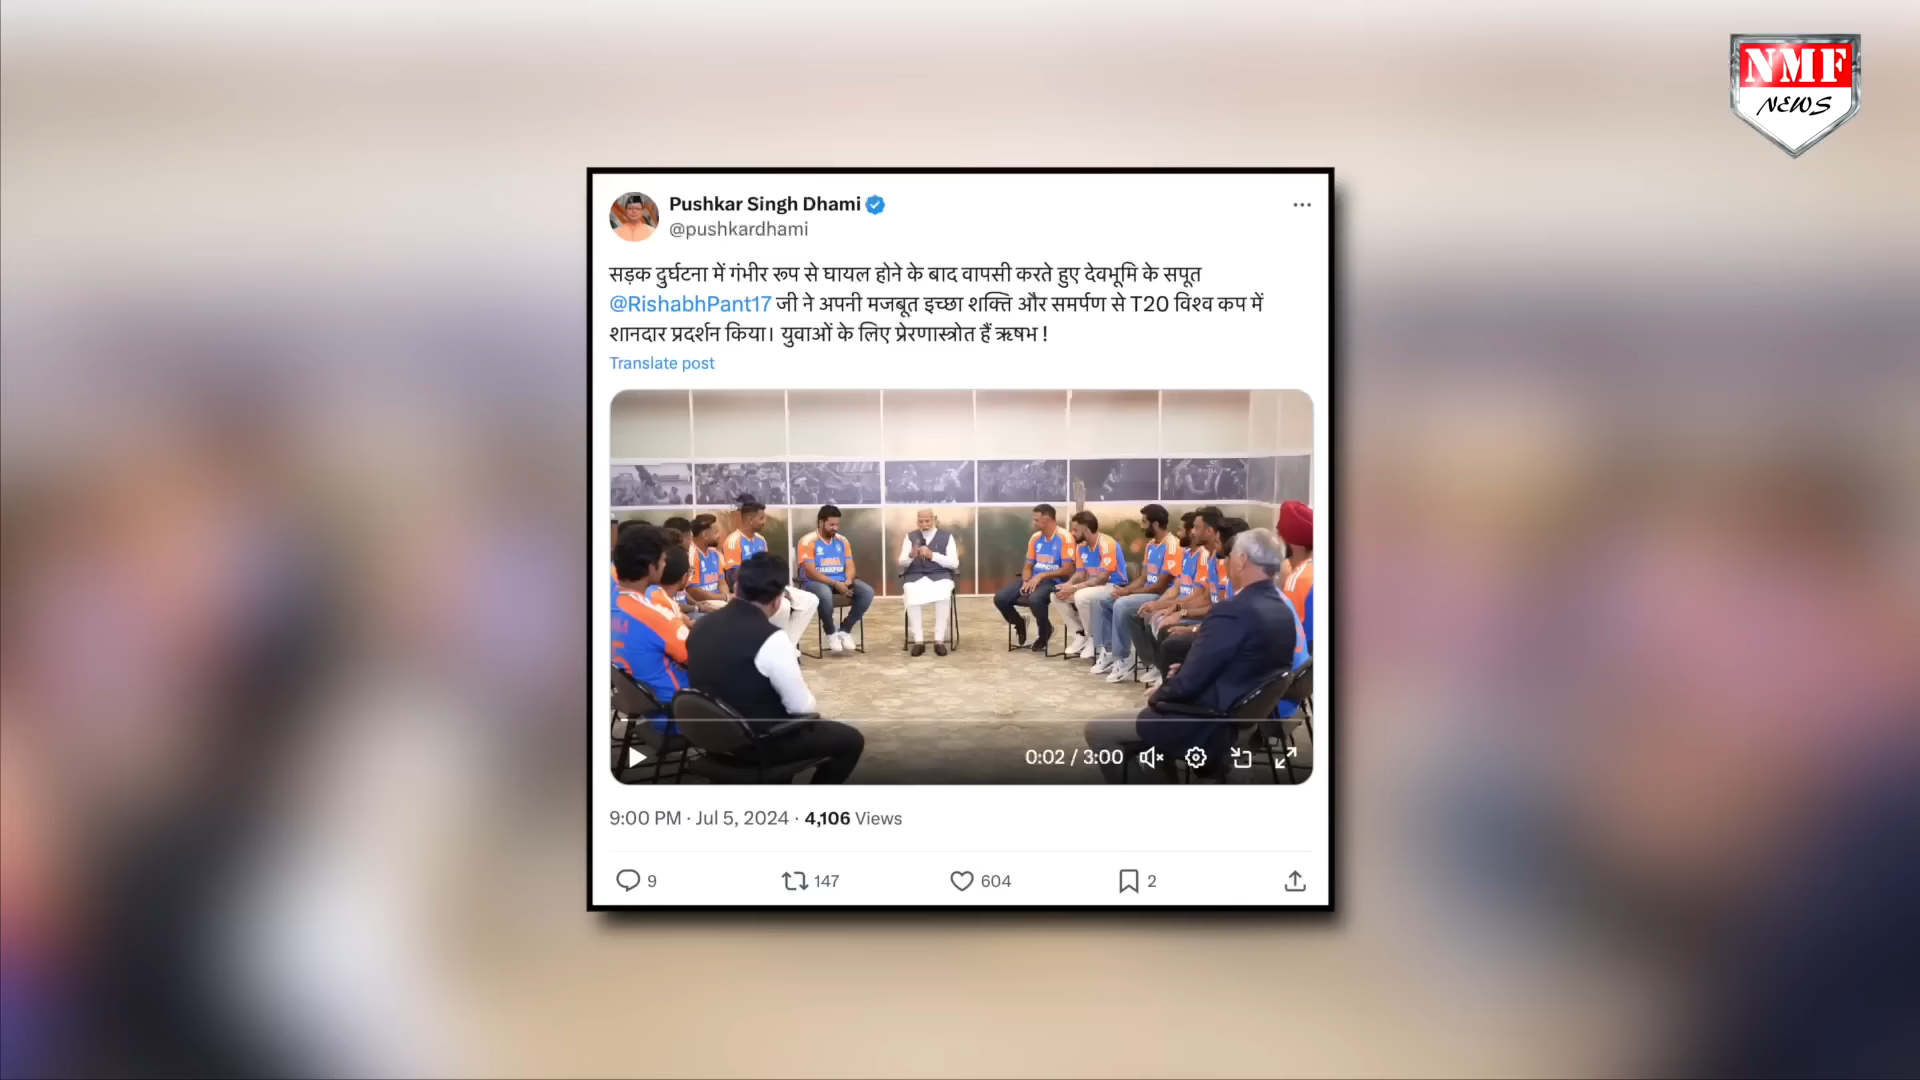 NMF
NEWS
Pushkar Singh Dhami
@pushkardhami
सड़क दुर्घटना में गंभीर रूप से घायल होने के बाद वापसी करते हुए देवभूमि के सपूत
@RishabhPant17 जी ने अपनी मजबूत इच्छा शक्ति और समर्पण से T20 विश्व कप में
शानदार प्रदर्शन किया। युवाओं के लिए प्रेरणास्त्रोत हैं ऋषभ !
Translate post
0:02 / 3:00
9:00 PM · Jul 5, 2024 · 4,106 Views
9 147 604 2